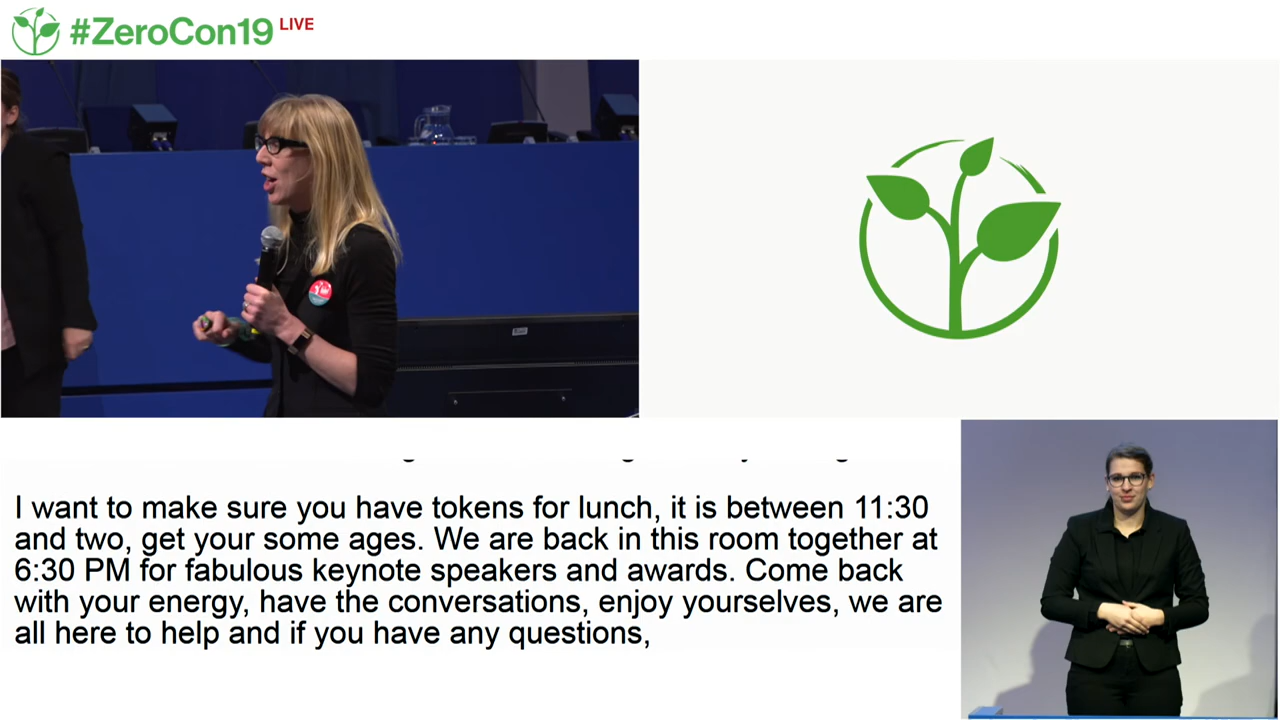 #ZeroCon19 LIVE
I want to make sure you have tokens for lunch, it is between 11:30
and two, get your some ages. We are back in this room together at
6:30 PM for fabulous keynote speakers and awards. Come back
with your energy, have the conversations, enjoy yourselves, we are
all here to help and if you have any questions,